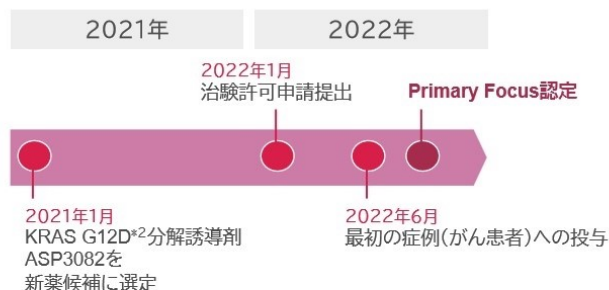 2021年
2022年
2022年1月
治験許可申請提出
Primary Focus認定
2021年1月
KRAS G12D*2分解誘導剤
ASP3082を
新薬候補に選定
2022年6月
最初の症例(がん患者)への投与